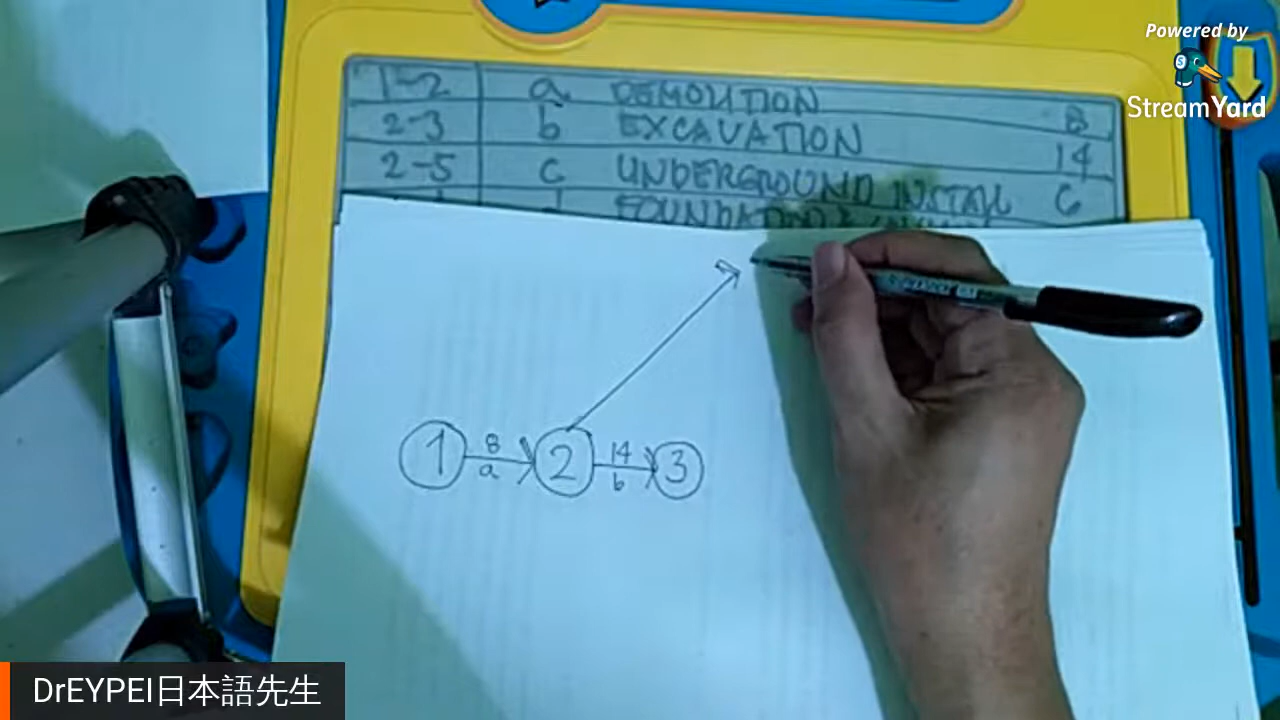 Powered by
StreamYard
1-2 a DEMOLITION 8
2-3 b EXCAVATION 14
2-5 c UNDERGROUND INSTALL 6
8
14
1
2
3
a
b
DrEYPEI日本語先生